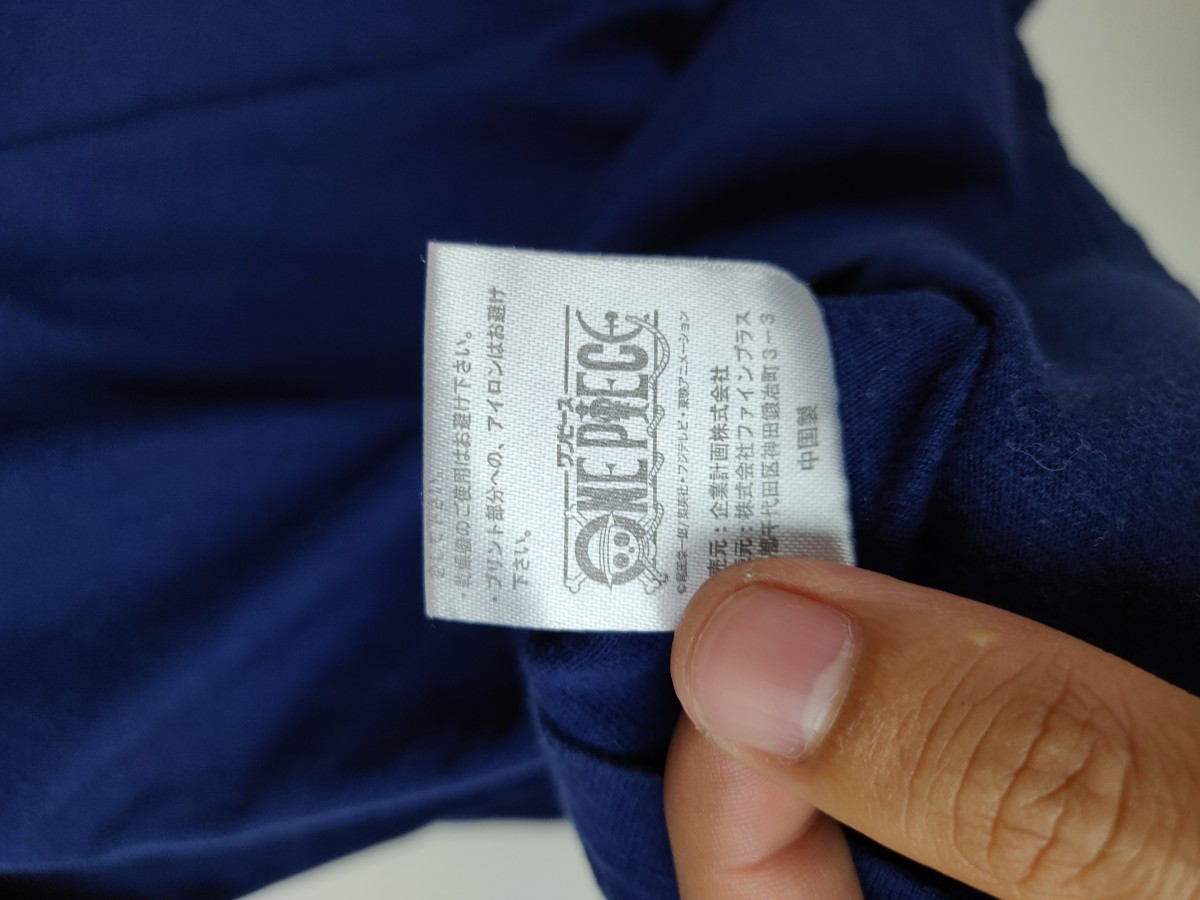 ・乾燥機のご使用はお避け下さい。
・プリント部分への、アイロンはお避け
下さい。
ワンピース
ONE PIECE
©尾田栄一郎/集英社・フジテレビ・東映アニメーション
売元：企業計画株式会社
元：株式会社ファインプラス
都千代田区神田鍛冶町3－3
中国製